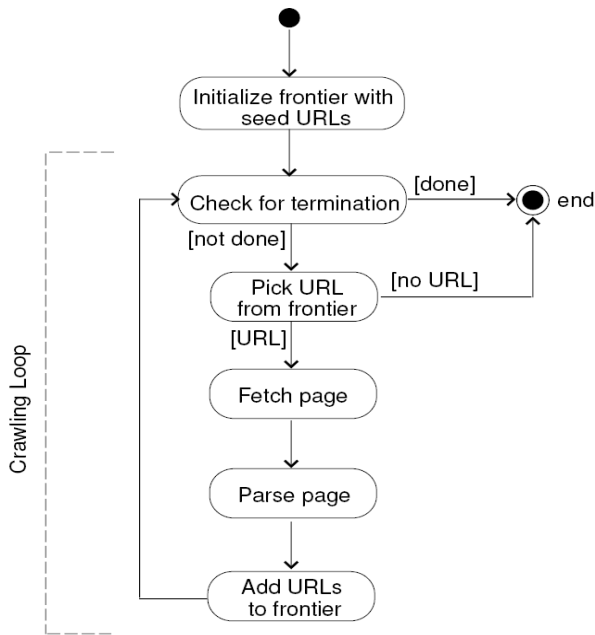 Initialize frontier with
seed URLs
Check for termination
[done]
end
[not done]
Pick URL
from frontier
[no URL]
[URL]
Fetch page
Crawling Loop
Parse page
Add URLs
to frontier